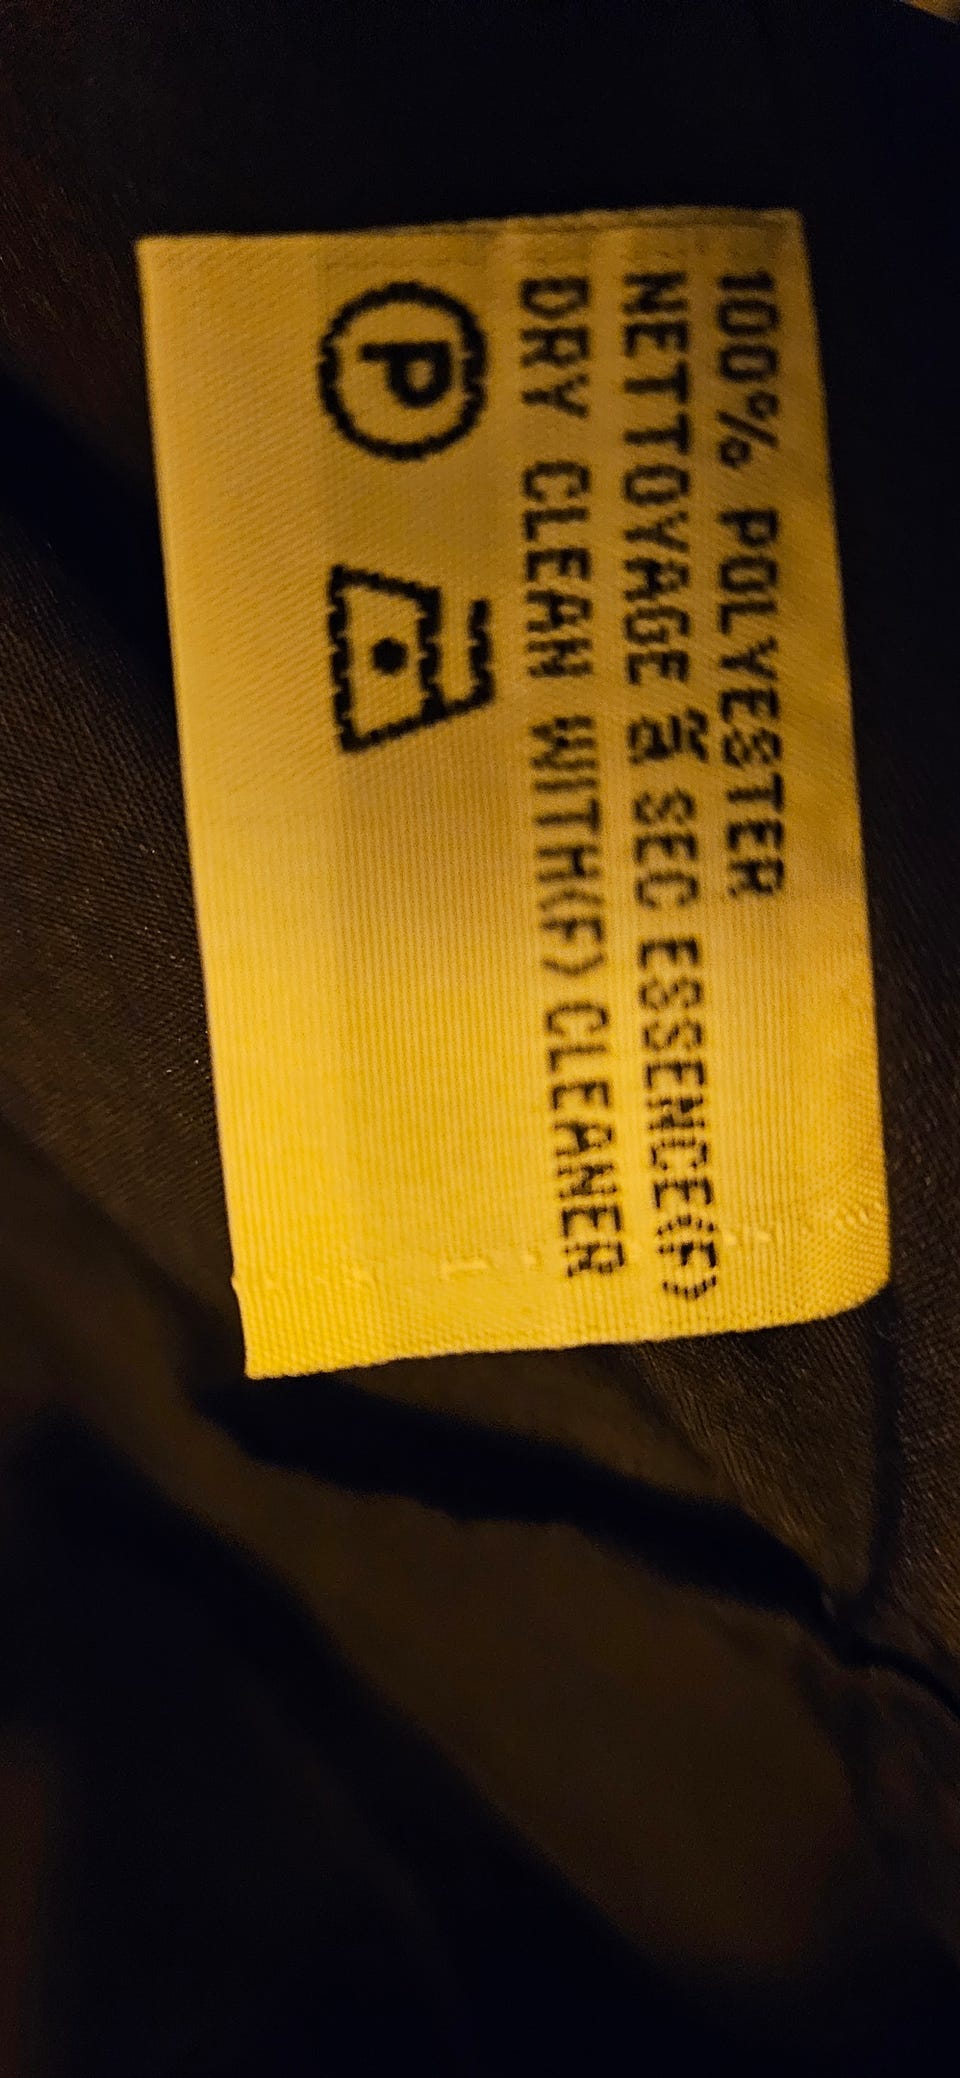 100% POLYESTER
NETTOYAGE à SEC ESSENCE(F)
DRY CLEAN WITH(F) CLEANER
P